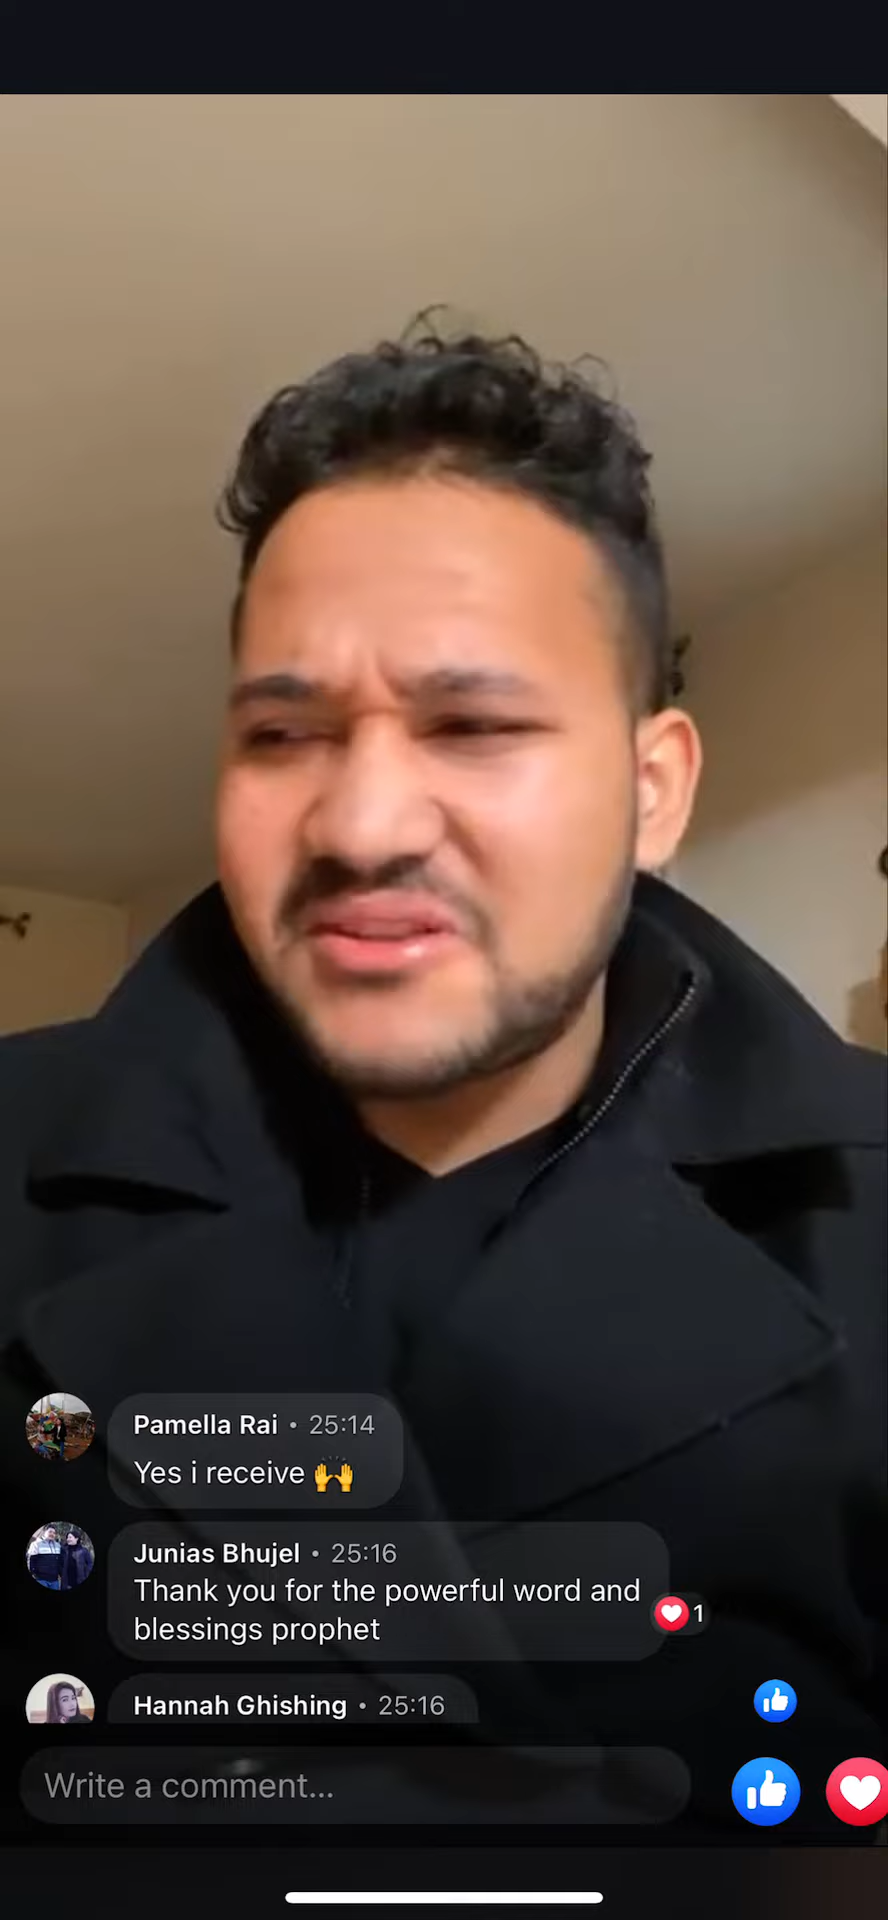 Pamella Rai • 25:14
Yes i receive 🙌
Junias Bhujel • 25:16
Thank you for the powerful word and
blessings prophet
1
Hannah Ghishing • 25:16
Write a comment...